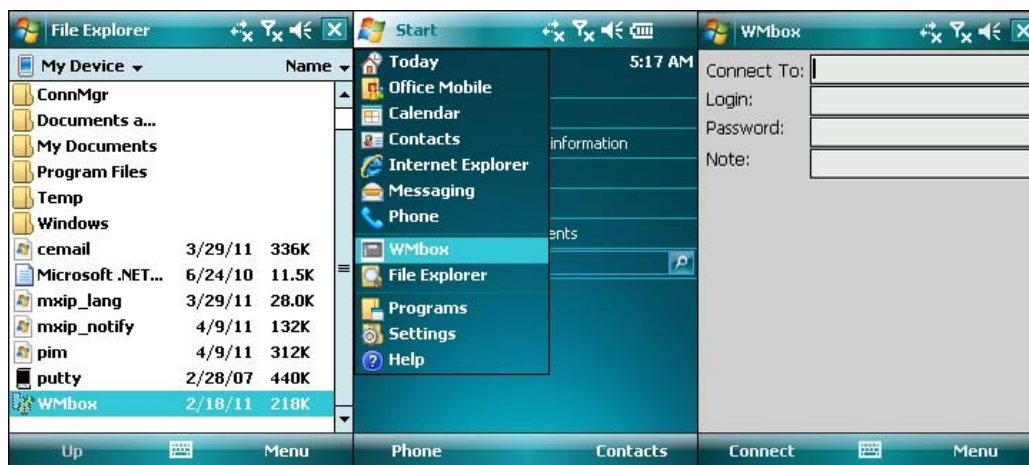 File Explorer
My Device Name
ConnMgr
Documents a...
My Documents
Program Files
Temp
Windows
cemail 3/29/11 336K
Microsoft .NET... 6/24/10 11.5K
mxip_lang 3/29/11 28.0K
mxip_notify 4/9/11 132K
pim 4/9/11 312K
putty 2/28/07 440K
WMbox 2/18/11 218K
Up Menu
Start
5:17 AM
Today
Office Mobile
Calendar
Contacts
information
Internet Explorer
Messaging
Phone
ents
WMbox
File Explorer
Programs
Settings
Help
Phone Contacts
WMbox
Connect To:
Login:
Password:
Note:
Connect Menu